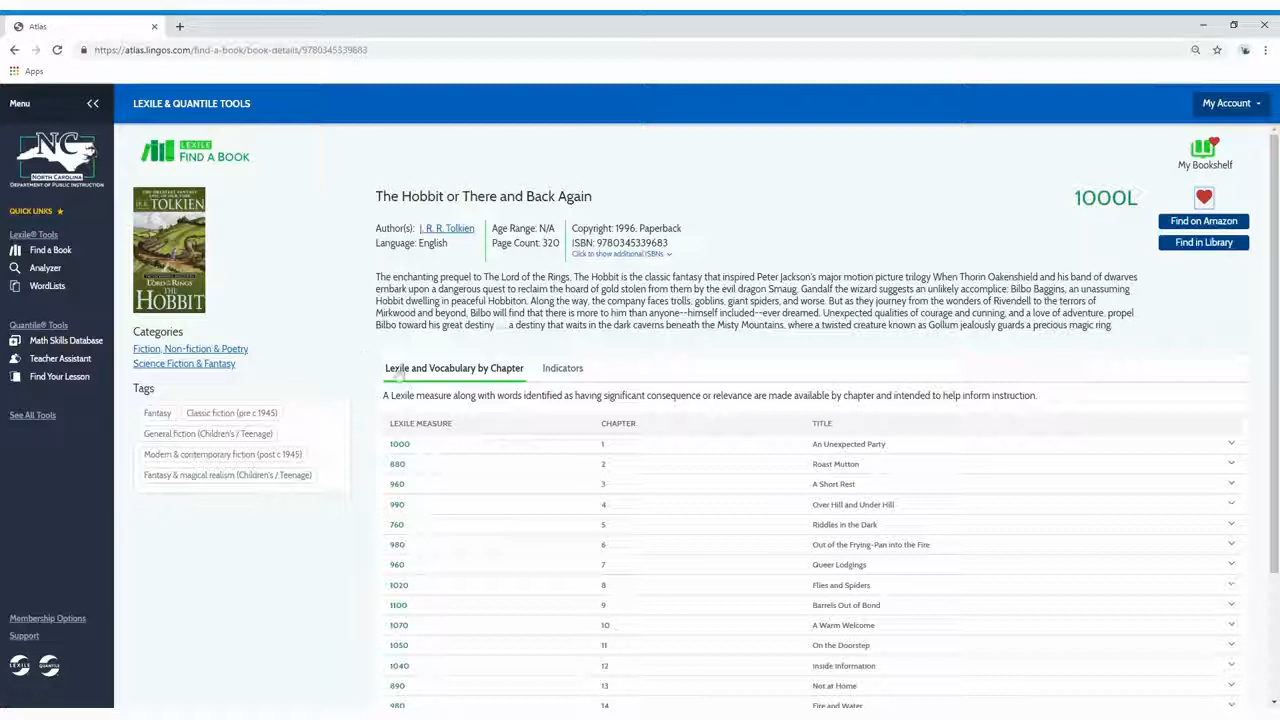 Atlas
https://atlas.lingos.com/find-a-book/book-details/9780345339683
Apps
Menu
LEXILE & QUANTILE TOOLS
My Account
NC
NORTH CAROLINA
DEPARTMENT OF PUBLIC INSTRUCTION
QUICK LINKS
Lexile® Tools
Find a Book
Analyzer
WordLists
Quantile® Tools
Math Skills Database
Teacher Assistant
Find Your Lesson
See All Tools
Membership Options
Support
LEXILE
QUANTILE
LEXILE
FIND A BOOK
My Bookshelf
J.R.R. TOLKIEN
THE HOBBIT
Categories
Fiction, Non-fiction & Poetry
Science Fiction & Fantasy
Tags
Fantasy
Classic fiction (pre c 1945)
General fiction (Children's / Teenage)
Modern & contemporary fiction (post c 1945)
Fantasy & magical realism (Children's / Teenage)
The Hobbit or There and Back Again
1000L
Find on Amazon
Find in Library
Author(s): J. R. R. Tolkien
Language: English
Age Range: N/A
Page Count: 320
Copyright: 1996. Paperback
ISBN: 9780345339683
Click to show additional ISBNs
The enchanting prequel to The Lord of the Rings, The Hobbit is the classic fantasy that inspired Peter Jackson's major motion picture trilogy When Thorin Oakenshield and his band of dwarves
embark upon a dangerous quest to reclaim the hoard of gold stolen from them by the evil dragon Smaug, Gandalf the wizard suggests an unlikely accomplice: Bilbo Baggins, an unassuming
Hobbit dwelling in peaceful Hobbiton. Along the way, the company faces trolls, goblins, giant spiders, and worse. But as they journey from the wonders of Rivendell to the terrors of
Mirkwood and beyond, Bilbo will find that there is more to him than anyone--himself included--ever dreamed. Unexpected qualities of courage and cunning, and a love of adventure, propel
Bilbo toward his great destiny . . . a destiny that waits in the dark caverns beneath the Misty Mountains, where a twisted creature known as Gollum jealously guards a precious magic ring.
Lexile and Vocabulary by Chapter
Indicators
A Lexile measure along with words identified as having significant consequence or relevance are made available by chapter and intended to help inform instruction.
LEXILE MEASURE CHAPTER TITLE
1000 1 An Unexpected Party
880 2 Roast Mutton
960 3 A Short Rest
990 4 Over Hill and Under Hill
760 5 Riddles in the Dark
980 6 Out of the Frying-Pan into the Fire
960 7 Queer Lodgings
1020 8 Flies and Spiders
1100 9 Barrels Out of Bond
1070 10 A Warm Welcome
1050 11 On the Doorstep
1040 12 Inside Information
890 13 Not at Home
980 14 Fire and Water